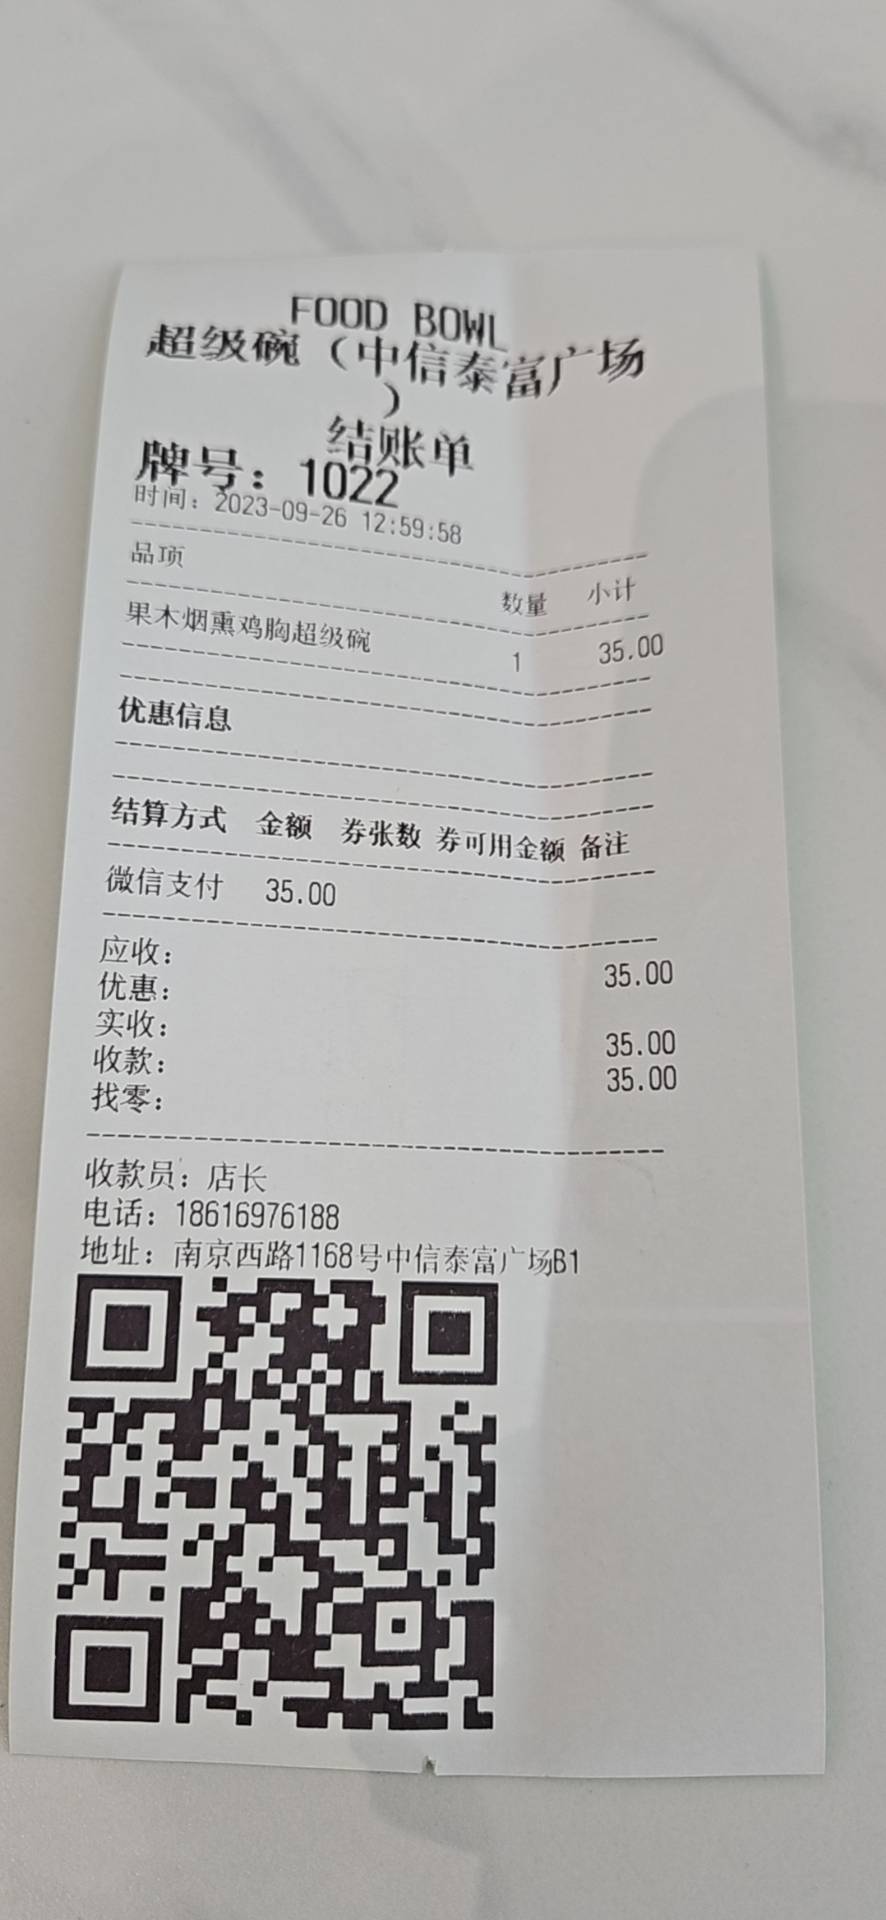 FOOD BOWL
超级碗（中信泰富广场
）
结账单
牌号：1022
时间：2023-09-26 12:59:58
品项 数量 小计
果木烟熏鸡胸超级碗 1 35.00
优惠信息
结算方式 金额 券张数 券可用金额 备注
微信支付 35.00
应收： 35.00
优惠：
实收： 35.00
收款： 35.00
找零：
收款员：店长
电话：18616976188
地址：南京西路1168号中信泰富广场B1